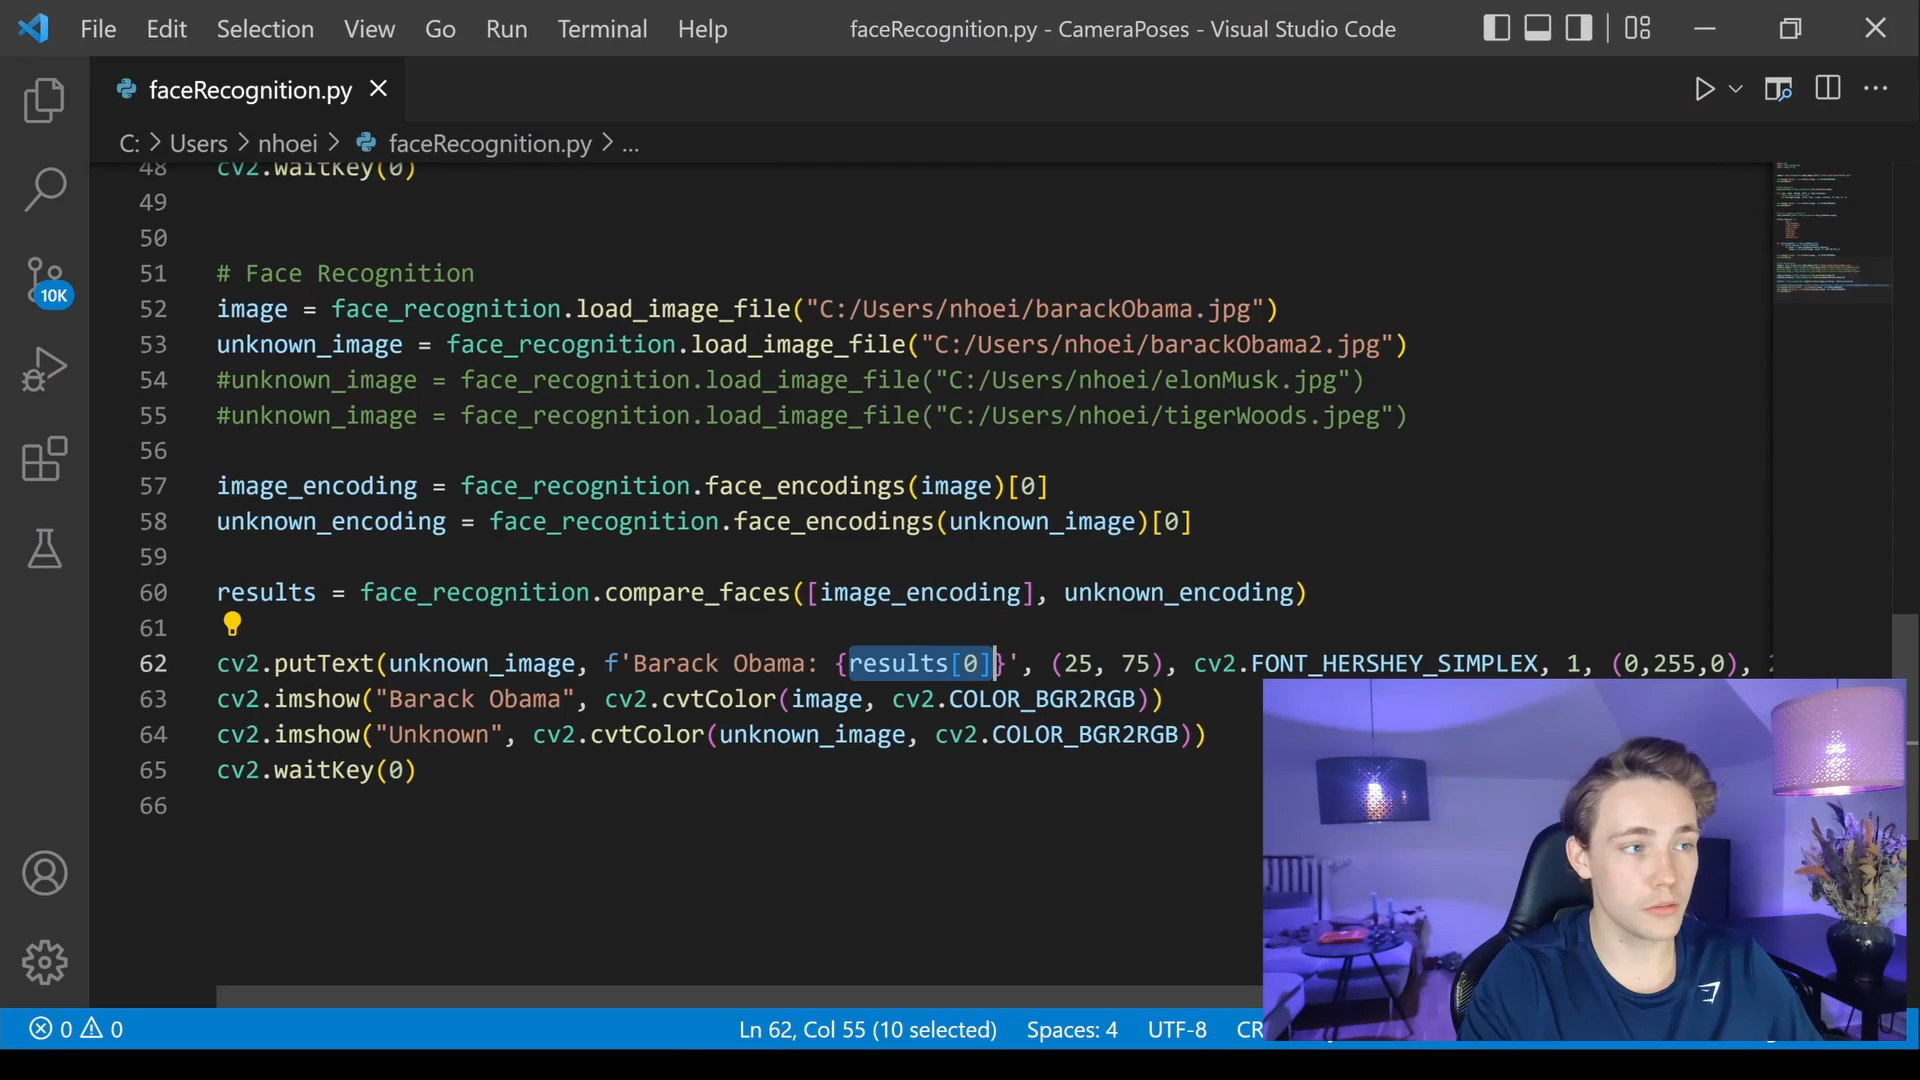 File Edit Selection View Go Run Terminal Help faceRecognition.py - CameraPoses - Visual Studio Code
faceRecognition.py
C: > Users > nhoei > faceRecognition.py > ...
10K
48 cv2.waitKey(0)
49
50
51 # Face Recognition
52 image = face_recognition.load_image_file("C:/Users/nhoei/barackObama.jpg")
53 unknown_image = face_recognition.load_image_file("C:/Users/nhoei/barackObama2.jpg")
54 #unknown_image = face_recognition.load_image_file("C:/Users/nhoei/elonMusk.jpg")
55 #unknown_image = face_recognition.load_image_file("C:/Users/nhoei/tigerWoods.jpeg")
56
57 image_encoding = face_recognition.face_encodings(image)[0]
58 unknown_encoding = face_recognition.face_encodings(unknown_image)[0]
59
60 results = face_recognition.compare_faces([image_encoding], unknown_encoding)
61
62 cv2.putText(unknown_image, f'Barack Obama: {results[0]}', (25, 75), cv2.FONT_HERSHEY_SIMPLEX, 1, (0,255,0),
63 cv2.imshow("Barack Obama", cv2.cvtColor(image, cv2.COLOR_BGR2RGB))
64 cv2.imshow("Unknown", cv2.cvtColor(unknown_image, cv2.COLOR_BGR2RGB))
65 cv2.waitKey(0)
66
0 0 Ln 62, Col 55 (10 selected) Spaces: 4 UTF-8 CR